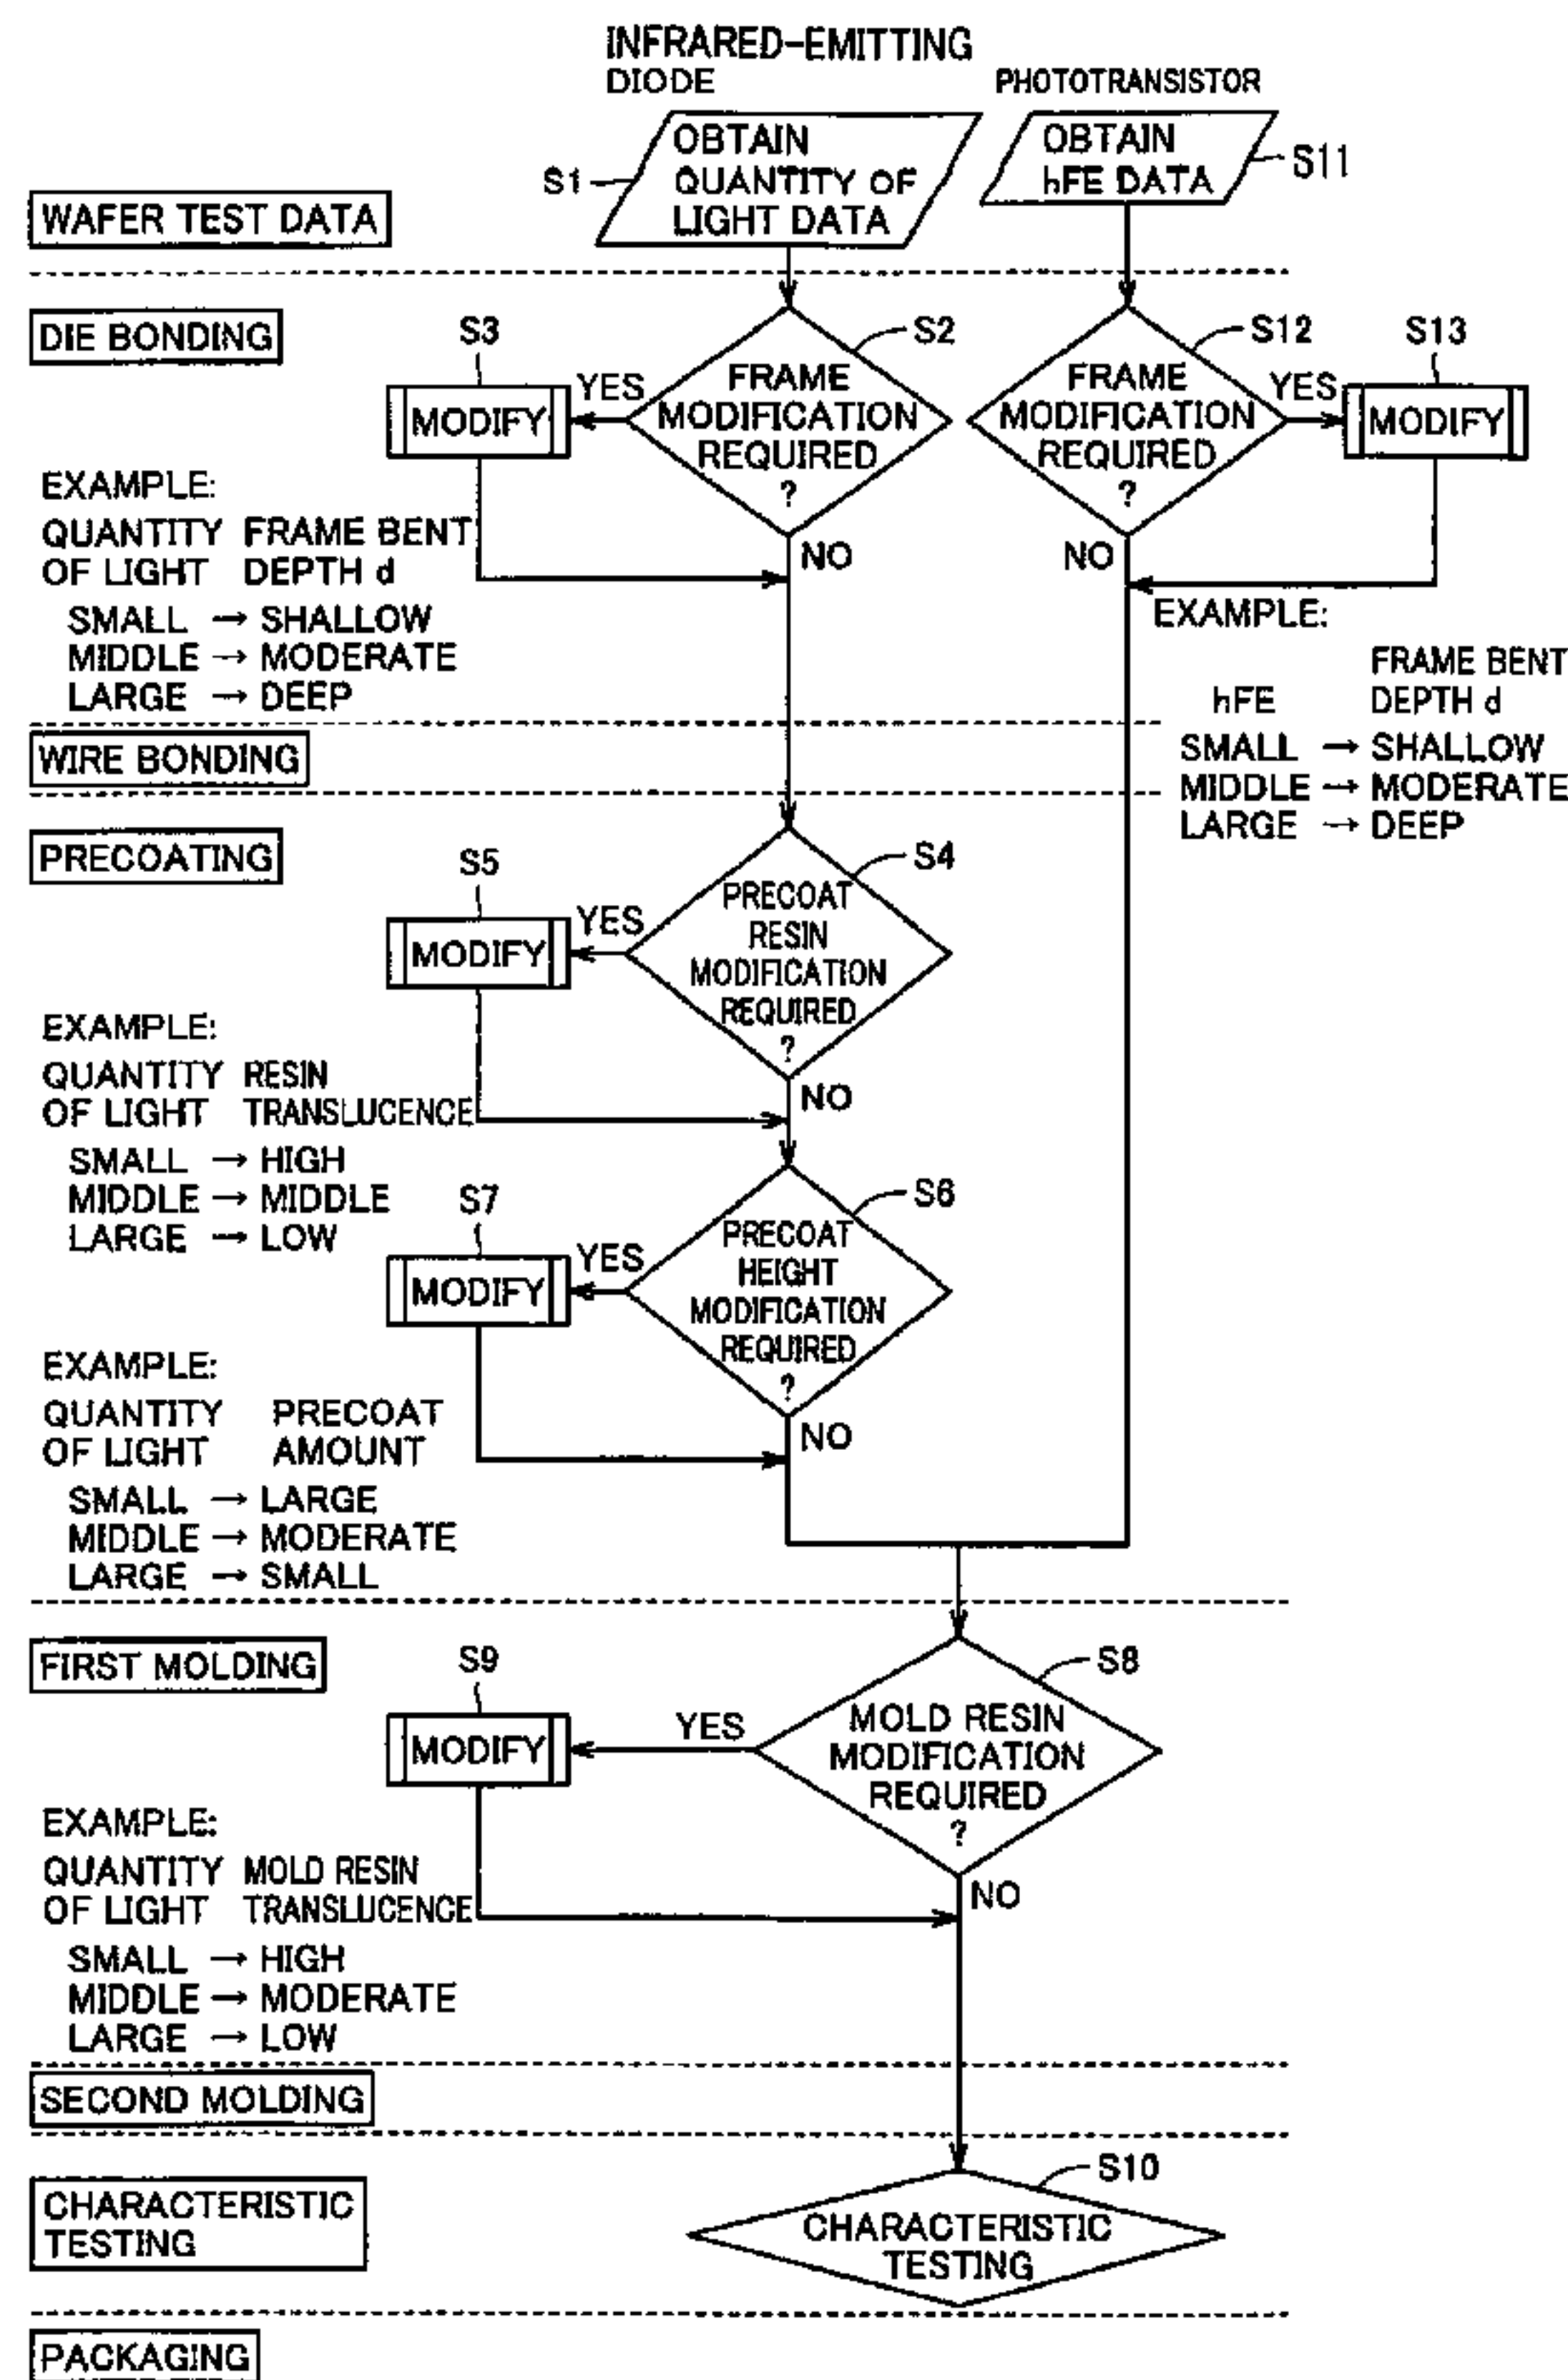 INFRARED-EMITTING
DIODE
PHOTOTRANSISTOR
S1
OBTAIN
QUANTITY OF
LIGHT DATA
OBTAIN
hFE DATA
S11
WAFER TEST DATA
DIE BONDING
S3
MODIFY
YES
S2
FRAME
MODIFICATION
REQUIRED
?
NO
S12
FRAME
MODIFICATION
REQUIRED
?
NO
YES
S13
MODIFY
EXAMPLE:
QUANTITY FRAME BENT
OF LIGHT DEPTH d
SMALL → SHALLOW
MIDDLE → MODERATE
LARGE → DEEP
EXAMPLE:
FRAME BENT
hFE DEPTH d
SMALL → SHALLOW
MIDDLE → MODERATE
LARGE → DEEP
WIRE BONDING
PRECOATING
S5
MODIFY
YES
S4
PRECOAT
RESIN
MODIFICATION
REQUIRED
?
NO
EXAMPLE:
QUANTITY RESIN
OF LIGHT TRANSLUCENCE
SMALL → HIGH
MIDDLE → MIDDLE
LARGE → LOW
S7
MODIFY
YES
S6
PRECOAT
HEIGHT
MODIFICATION
REQUIRED
?
NO
EXAMPLE:
QUANTITY PRECOAT
OF LIGHT AMOUNT
SMALL → LARGE
MIDDLE → MODERATE
LARGE → SMALL
FIRST MOLDING
S9
MODIFY
YES
S8
MOLD RESIN
MODIFICATION
REQUIRED
?
NO
EXAMPLE:
QUANTITY MOLD RESIN
OF LIGHT TRANSLUCENCE
SMALL → HIGH
MIDDLE → MODERATE
LARGE → LOW
SECOND MOLDING
CHARACTERISTIC
TESTING
S10
CHARACTERISTIC
TESTING
PACKAGING